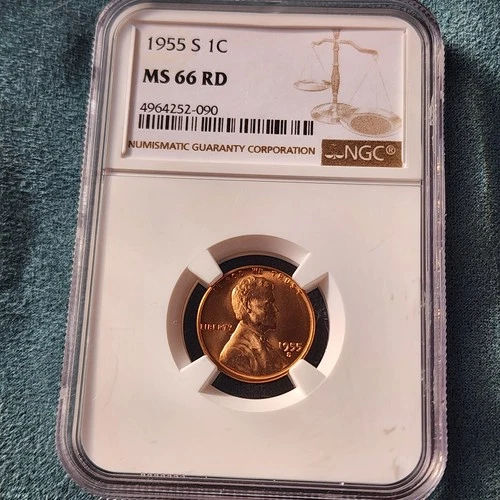 1955 S 1C
MS 66 RD
4964252-090
NUMISMATIC GUARANTY CORPORATION
NGC®
IN GOD WE TRUST
LIBERTY
1955
S